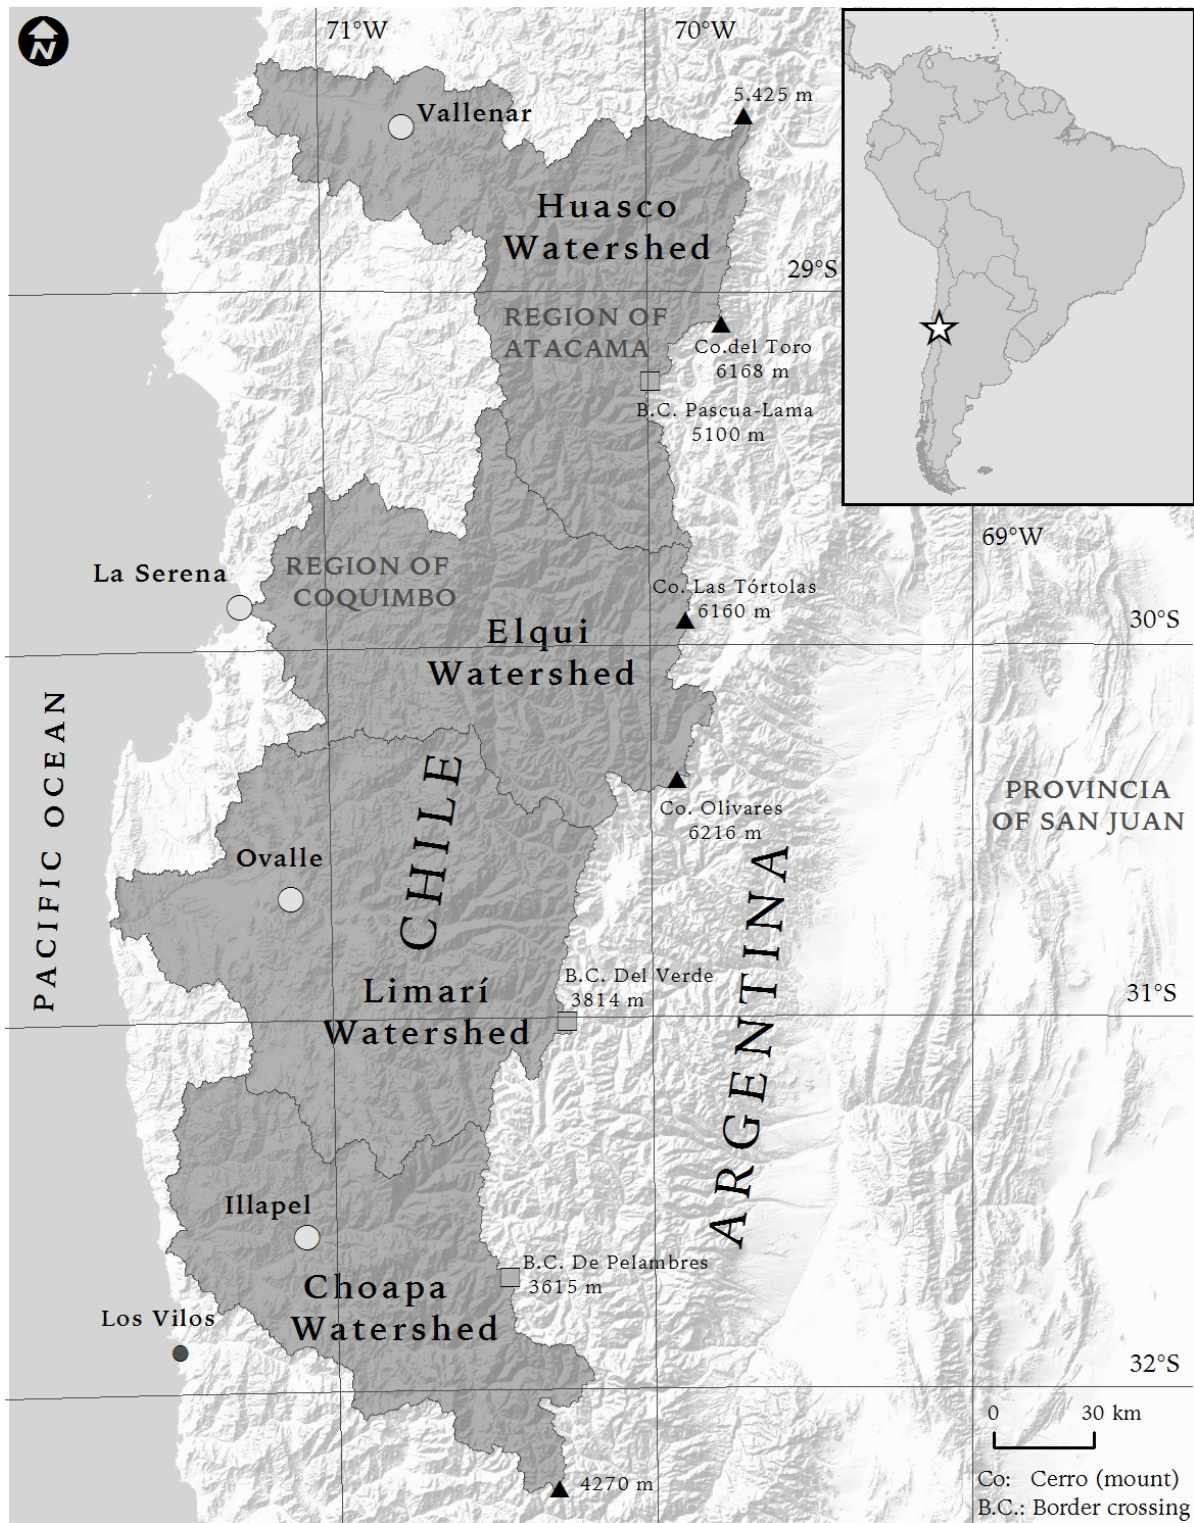 N
71°W
70°W
5.425 m
Vallenar
Huasco
Watershed
29°S
REGION OF
ATACAMA
Co.del Toro
6168 m
B.C. Pascua-Lama
5100 m
69°W
La Serena
REGION OF
COQUIMBO
Co. Las Tórtolas
6160 m
30°S
Elqui
Watershed
PACIFIC OCEAN
CHILE
PROVINCIA
OF SAN JUAN
Co. Olivares
6216 m
Ovalle
ARGENTINA
B.C. Del Verde
3814 m
Limarí
Watershed
31°S
Illapel
B.C. De Pelambres
3615 m
Choapa
Watershed
Los Vilos
32°S
0 30 km
4270 m
Co: Cerro (mount)
B.C.: Border crossing